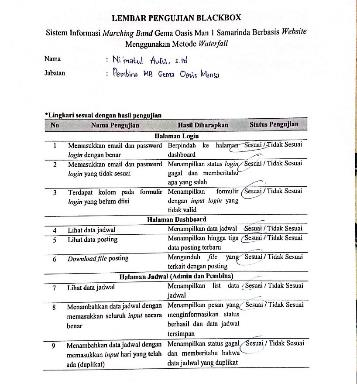 LEMBAR PENGUJIAN BLACKBOX
Sistem Informasi Marching Band Gema Oasis Man 1 Samarinda Berbasis Website
Menggunakan Metode Waterfall
Nama :
Jabatan : Pembina MB Gema Oasis
*Lingkari sesuai dengan hasil pengujian
No Nama Pengujian Hasil Diharapkan Status Pengujian
Halaman Login
1 Memasukkan email dan password Berpindah ke halaman Sesuai / Tidak Sesuai
login dengan benar dashboard
2 Memasukkan email dan password Menampilkan status login Sesuai / Tidak Sesuai
login yang tidak sesuai gagal dan memberitahu
apa yang salah
3 Terdapat kolom pada formulir Menampilkan formulir Sesuai / Tidak Sesuai
login yang belum diisi dengan input login yang
tidak valid
Halaman Dashboard
4 Lihat data jadwal Menampilkan data jadwal Sesuai / Tidak Sesuai
5 Lihat data posting Menampilkan hingga tiga Sesuai / Tidak Sesuai
data posting terbaru
6 Download file posting Mengunduh file yang Sesuai / Tidak Sesuai
terkait dengan posting
Halaman Jadwal (Admin dan Pembina)
7 Lihat data jadwal Menampilkan list data Sesuai / Tidak Sesuai
jadwal
8 Menambahkan data jadwal dengan Menampilkan pesan yang Sesuai / Tidak Sesuai
memasukkan seluruh input secara menginformasikan status
benar berhasil dan data jadwal
tersimpan
9 Menambahkan data jadwal dengan Menampilkan status gagal Sesuai / Tidak Sesuai
memasukkan input hari yang telah dan memberitahu bahwa
ada (duplikat) data jadwal yang duplikat